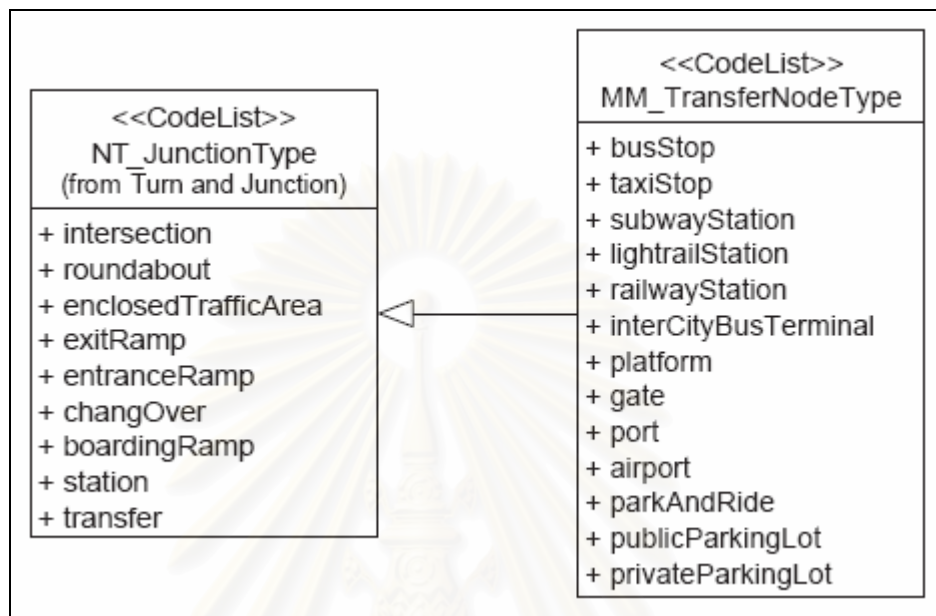 <<CodeList>>
NT_JunctionType
(from Turn and Junction)
+ intersection
+ roundabout
+ enclosedTrafficArea
+ exitRamp
+ entranceRamp
+ changOver
+ boardingRamp
+ station
+ transfer
<<CodeList>>
MM_TransferNodeType
+ busStop
+ taxiStop
+ subwayStation
+ lightrailStation
+ railwayStation
+ interCityBusTerminal
+ platform
+ gate
+ port
+ airport
+ parkAndRide
+ publicParkingLot
+ privateParkingLot